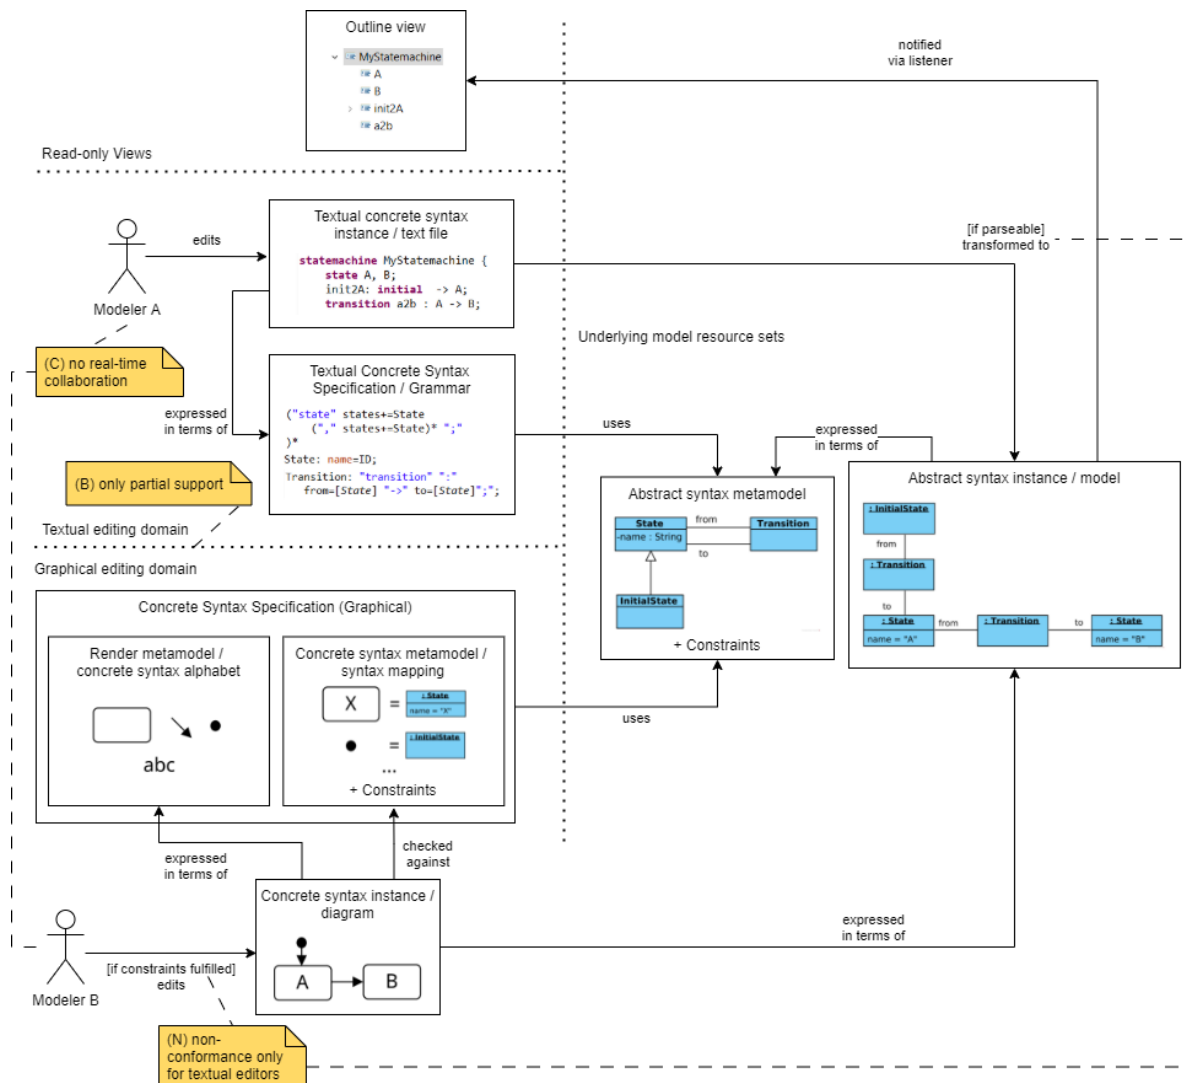 Outline view
MyStatemachine
A
B
init2A
a2b
notified
via listener
Read-only Views
Textual concrete syntax
instance / text file
statemachine MyStatemachine {
state A, B;
init2A: initial -> A;
transition a2b : A -> B;
edits
Modeler A
[if parseable]
transformed to
(C) no real-time
collaboration
Underlying model resource sets
Textual Concrete Syntax
Specification / Grammar
("state" states+=State
("," states+=State)* ";"
)*
State: name=ID;
Transition: "transition" ":"
from=[State] "->" to=[State]";";
expressed
in terms of
uses
expressed
in terms of
(B) only partial support
Textual editing domain
Graphical editing domain
Abstract syntax metamodel
State
-name : String
from
to
Transition
InitialState
+ Constraints
Abstract syntax instance / model
: InitialState
from
: Transition
to
: State
name = "A"
from
: Transition
to
: State
name = "B"
Concrete Syntax Specification (Graphical)
Render metamodel /
concrete syntax alphabet
abc
Concrete syntax metamodel /
syntax mapping
X
=
: State
name = "X"
=
: InitialState
...
+ Constraints
uses
expressed
in terms of
checked
against
Concrete syntax instance /
diagram
A
B
expressed
in terms of
[if constraints fulfilled]
edits
Modeler B
(N) non-
conformance only
for textual editors